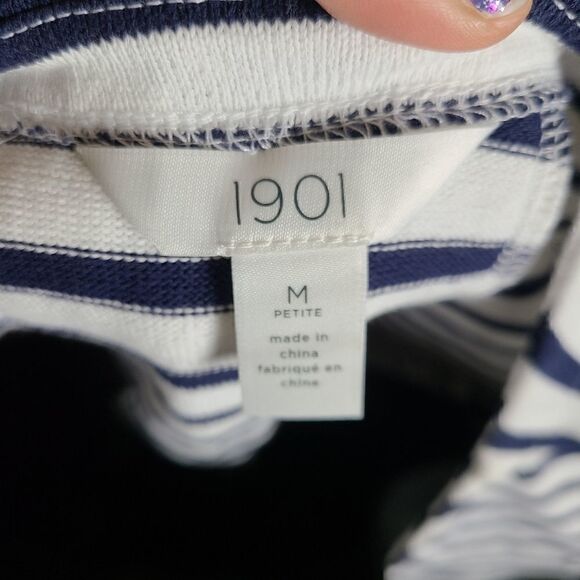 1901
M
PETITE
made in
china
fabriqué en
chine